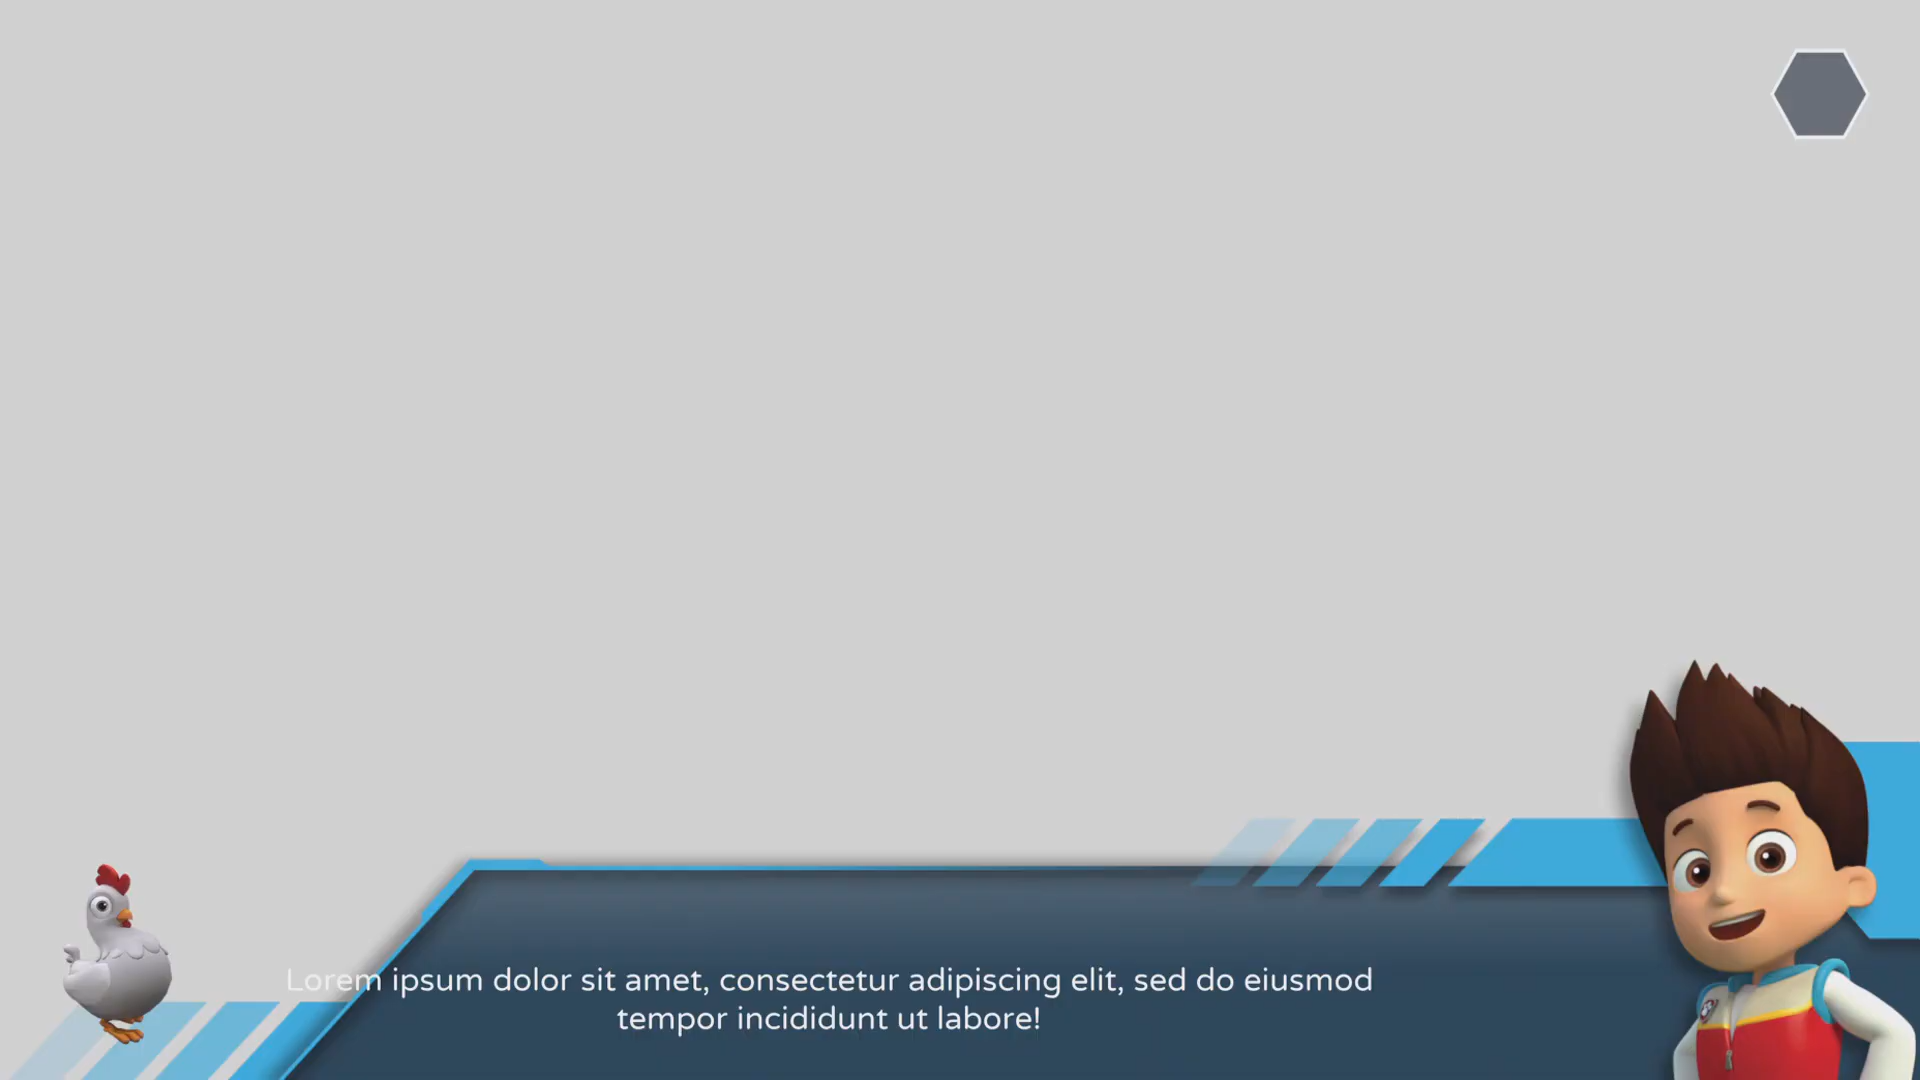 Lorem ipsum dolor sit amet, consectetur adipiscing elit, sed do eiusmod
tempor incididunt ut labore!